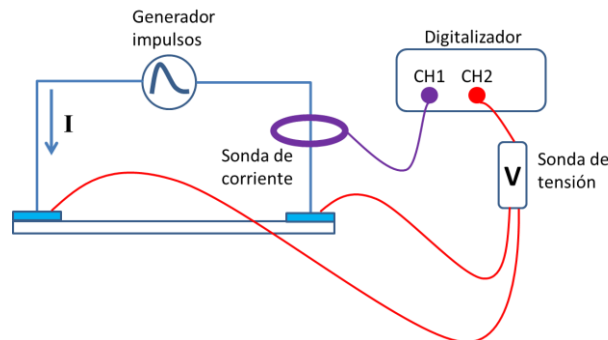 Generador
impulsos
Digitalizador
CH1 CH2
I
Sonda de
corriente
V
Sonda de
tensión